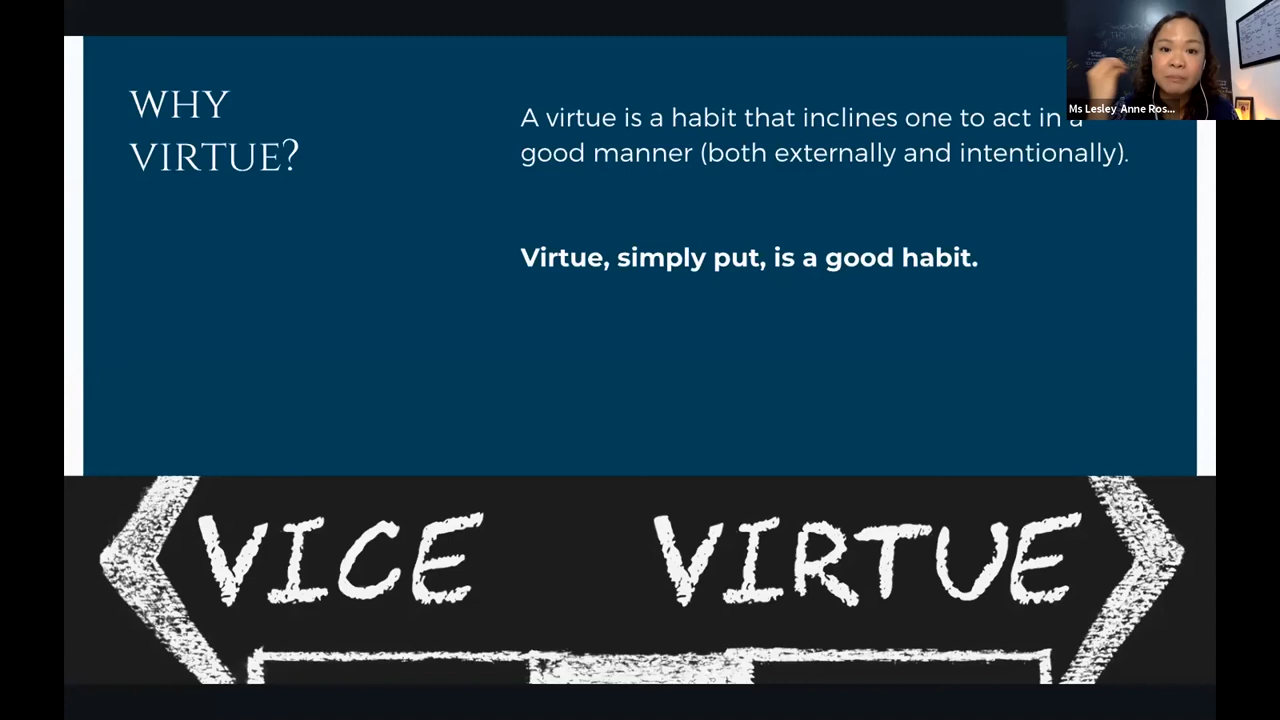 WHY
VIRTUE?
A virtue is a habit that inclines one to act in a
good manner (both externally and intentionally).
Virtue, simply put, is a good habit.
Ms Lesley Anne Ros...
VICE VIRTUE